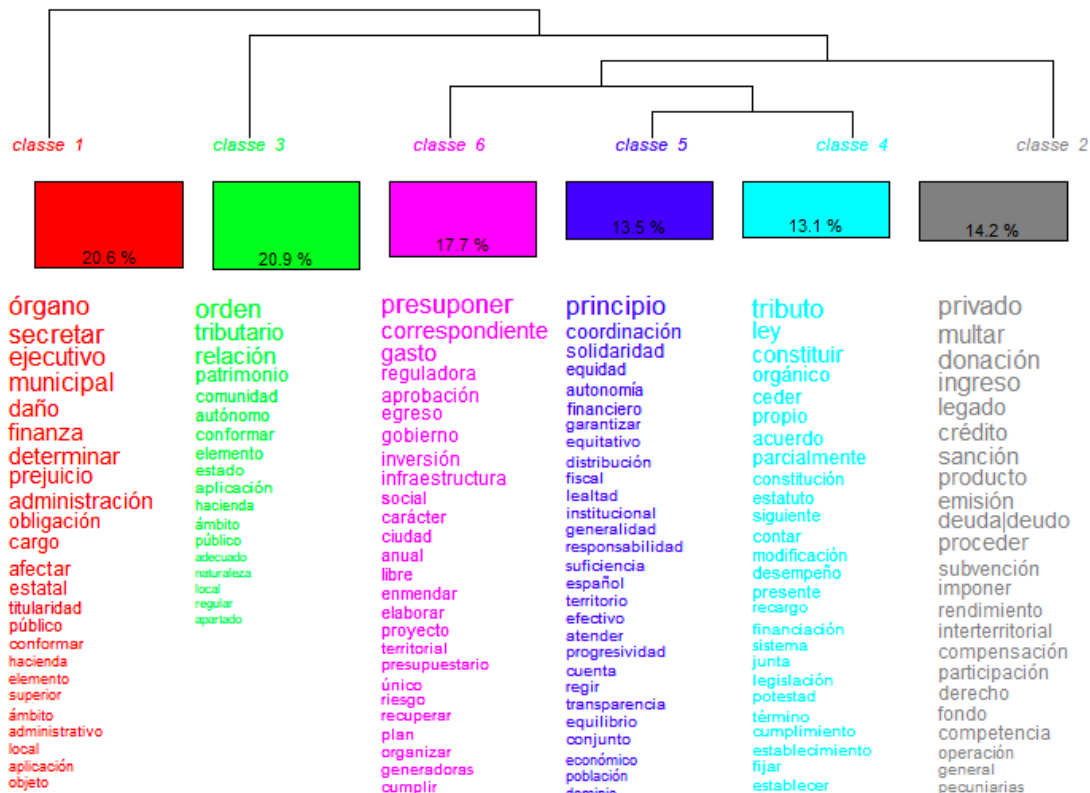 classe 1
classe 3
classe 6
classe 5
classe 4
classe 2
20.6 %
20.9 %
17.7 %
13.5 %
13.1 %
14.2 %
órgano
secretar
ejecutivo
municipal
daño
finanza
determinar
prejuicio
administración
obligación
cargo
afectar
estatal
titularidad
público
conformar
hacienda
elemento
superior
ámbito
administrativo
local
aplicación
objeto
orden
tributario
relación
patrimonio
comunidad
autónomo
conformar
elemento
estado
aplicación
hacienda
ámbito
público
adecuado
naturaleza
local
regular
apartado
presuponer
correspondiente
gasto
reguladora
aprobación
egreso
gobierno
inversión
infraestructura
social
carácter
ciudad
anual
libre
enmendar
elaborar
proyecto
territorial
presupuestario
único
riesgo
recuperar
plan
organizar
generadoras
cumplir
principio
coordinación
solidaridad
equidad
autonomía
financiero
garantizar
equitativo
distribución
fiscal
lealtad
institucional
generalidad
responsabilidad
suficiencia
español
territorio
efectivo
atender
progresividad
cuenta
regir
transparencia
equilibrio
conjunto
económico
población
tributo
ley
constituir
orgánico
ceder
propio
acuerdo
parcialmente
constitución
estatuto
siguiente
contar
modificación
desempeño
presente
recargo
financiación
sistema
junta
legislación
potestad
término
cumplimiento
establecimiento
fijar
establecer
privado
multar
donación
ingreso
legado
crédito
sanción
producto
emisión
deuda|deudo
proceder
subvención
imponer
rendimiento
interterritorial
compensación
participación
derecho
fondo
competencia
operación
general
pecuniarias